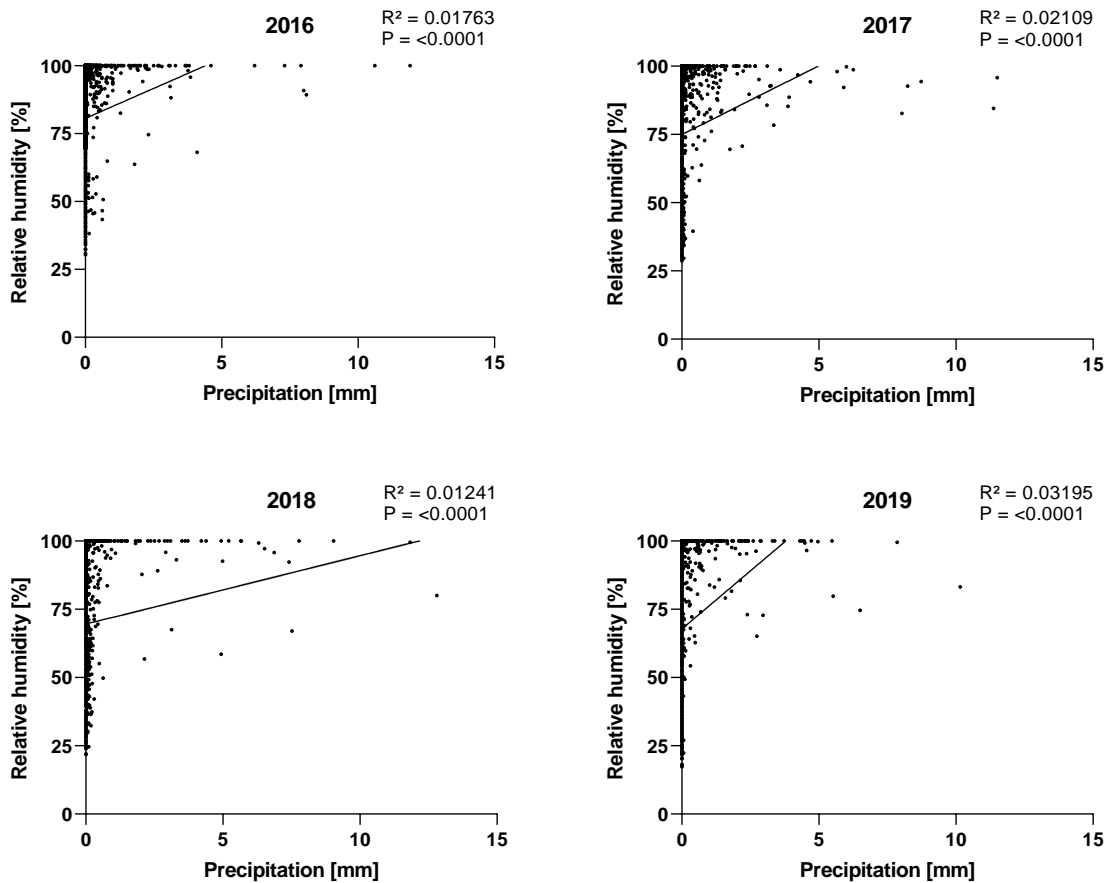 2016
R² = 0.01763
P = <0.0001
Relative humidity [%]
100
75
50
25
0
0 5 10 15
Precipitation [mm]
2017
R² = 0.02109
P = <0.0001
Relative humidity [%]
100
75
50
25
0
0 5 10 15
Precipitation [mm]
2018
R² = 0.01241
P = <0.0001
Relative humidity [%]
100
75
50
25
0
0 5 10 15
Precipitation [mm]
2019
R² = 0.03195
P = <0.0001
Relative humidity [%]
100
75
50
25
0
0 5 10 15
Precipitation [mm]